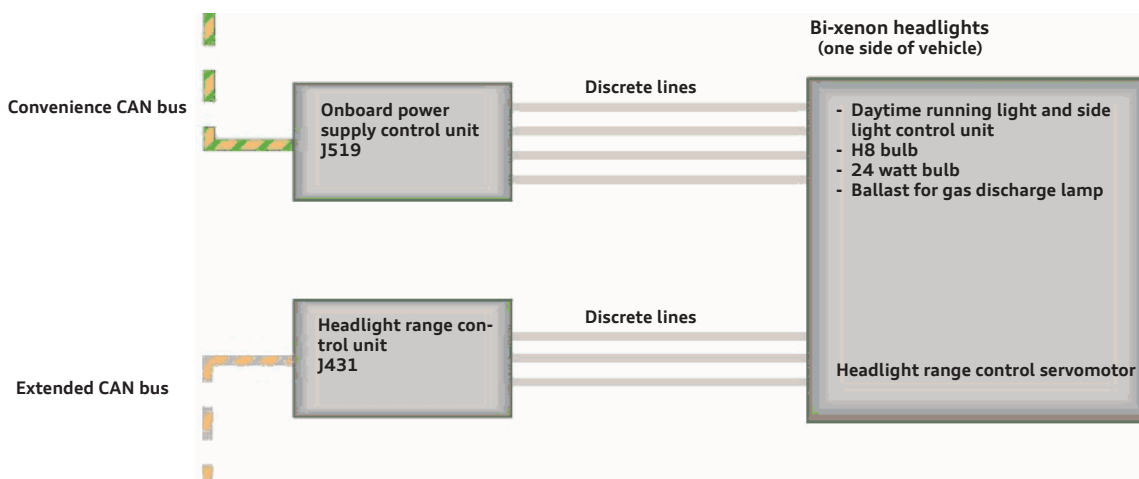 Bi-xenon headlights
(one side of vehicle)
Convenience CAN bus
Onboard power
supply control unit
J519
Discrete lines
- Daytime running light and side
light control unit
- H8 bulb
- 24 watt bulb
- Ballast for gas discharge lamp
Extended CAN bus
Headlight range con-
trol unit
J431
Discrete lines
Headlight range control servomotor